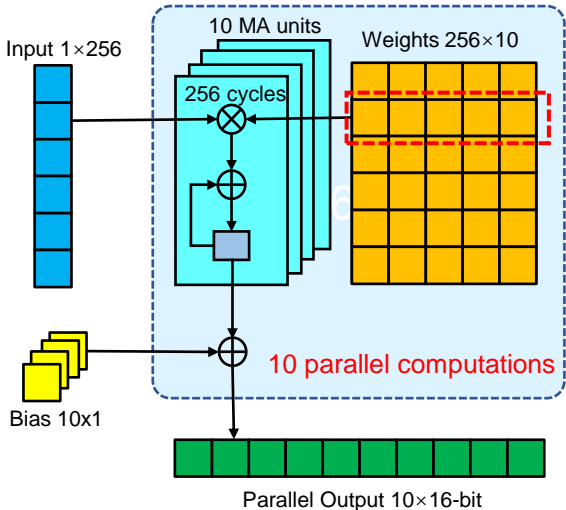 10 MA units
Input 1×256
Weights 256×10
256 cycles
6
10 parallel computations
Bias 10x1
Parallel Output 10×16-bit